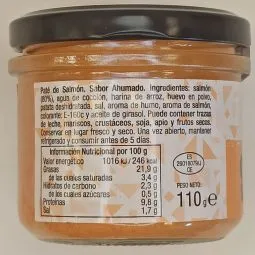 Paté de Salmón. Sabor Ahumado. Ingredientes: salmón
(60%), agua de cocción, harina de arroz, huevo en polvo,
patata deshidratada, sal, aroma de humo, aroma de salmón,
colorante: E-160c y aceite de girasol. Puede contener trazas
de leche, mariscos, crustáceos, soja, apio y frutos secos.
Conservar en lugar fresco y seco. Una vez abierto, mantener
refrigerado y consumir antes de 5 días.
Información Nutricional por 100 g
Valor energético 1016 kJ/246 kcal
Grasas 21,9 g
de las cuales saturadas 3,4 g
Hidratos de carbono 2,3 g
de los cuales azúcares 0,5 g
Proteínas 9,8 g
Sal 1,7 g
ES
CE
PESO NETO:
110 g e